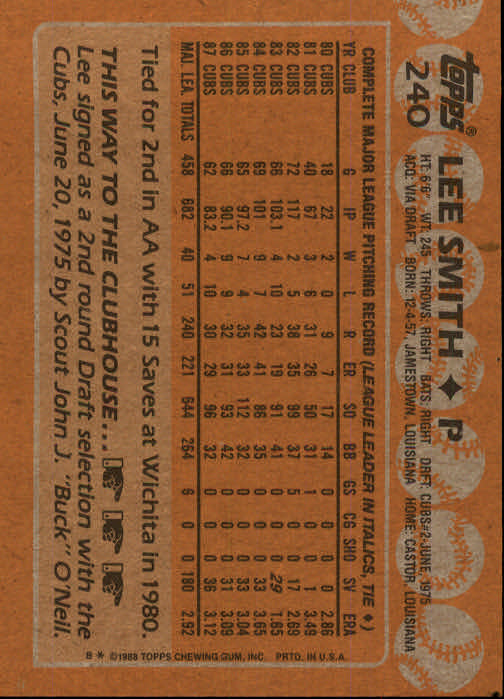 topps®
240
LEE SMITH ♦ P
HT: 6'6" WT: 245 THROWS: RIGHT BATS: RIGHT DRFT: CUBS #2-JUNE, 1975
ACQ: VIA DRAFT BORN: 12-4-57, JAMESTOWN, LOUISIANA HOME: CASTOR, LOUISIANA
COMPLETE MAJOR LEAGUE PITCHING RECORD (LEAGUE LEADER IN ITALICS, TIE ♦)
YR CLUB G IP W L R ER SO BB GS CG SHO SV ERA
80 CUBS 18 22 2 0 9 7 17 14 0 0 0 0 2.86
81 CUBS 40 67 3 6 31 26 50 31 1 0 0 1 3.49
82 CUBS 72 117 2 5 38 35 99 37 5 0 0 17 2.69
83 CUBS 66 103.1 4 10 23 19 91 41 0 0 0 29 1.85
84 CUBS 69 101 9 7 42 41 86 35 0 0 0 33 3.65
85 CUBS 65 97.2 7 4 35 33 112 32 0 0 0 33 3.04
86 CUBS 66 90.1 9 9 32 31 93 42 0 0 0 31 3.09
87 CUBS 62 83.2 4 10 30 29 96 32 0 0 0 36 3.12
MAJ. LEA. TOTALS 458 682 40 51 240 221 644 264 6 0 0 180 2.92
Tied for 2nd in AA with 15 Saves at Wichita in 1980.
THIS WAY TO THE CLUBHOUSE...
Lee signed as a 2nd round Draft selection with the
Cubs, June 20, 1975 by Scout John J. "Buck" O'Neil.
B * ©1988 TOPPS CHEWING GUM, INC. PRTD. IN U.S.A.